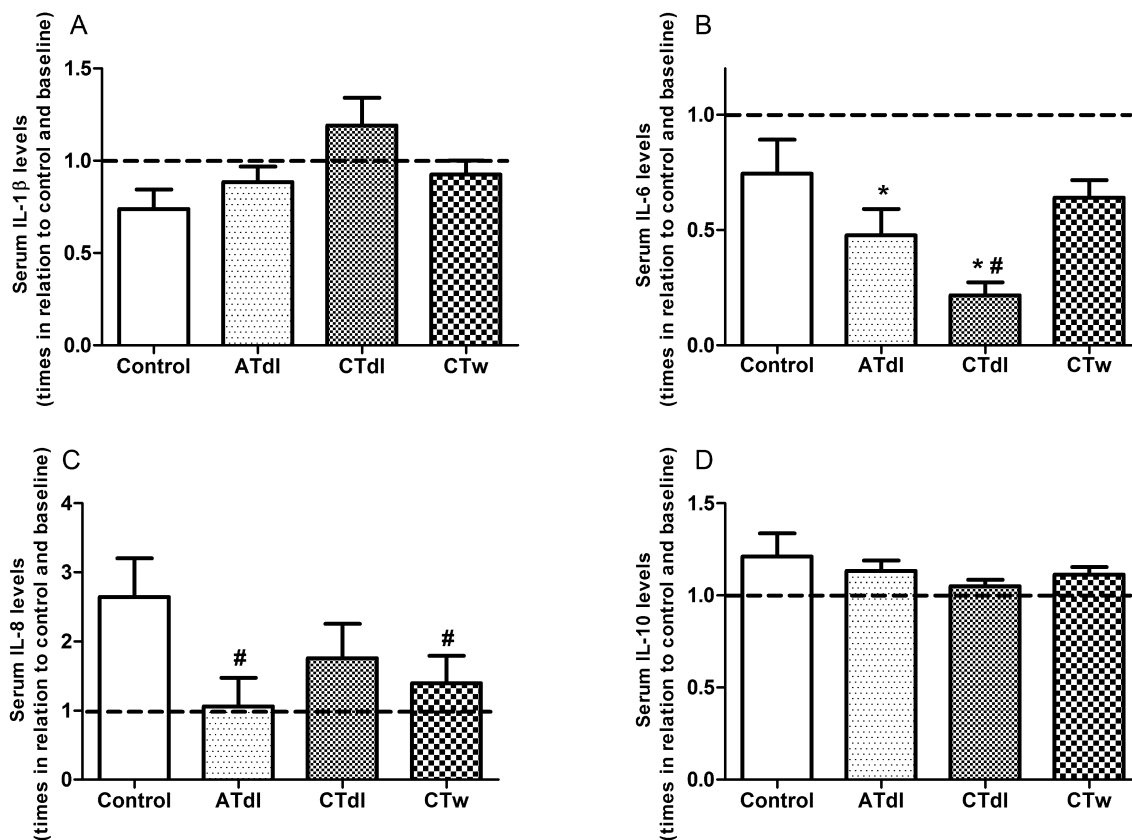 A
Serum IL-1β levels
(times in relation to control and baseline)
1.5
1.0
0.5
0.0
Control ATdl CTdl CTw
B
Serum IL-6 levels
(times in relation to control and baseline)
1.0
0.5
0.0
*
* #
Control ATdl CTdl CTw
C
Serum IL-8 levels
(times in relation to control and baseline)
4
3
2
1
0
#
#
Control ATdl CTdl CTw
D
Serum IL-10 levels
(times in relation to control and baseline)
1.5
1.0
0.5
0.0
Control ATdl CTdl CTw